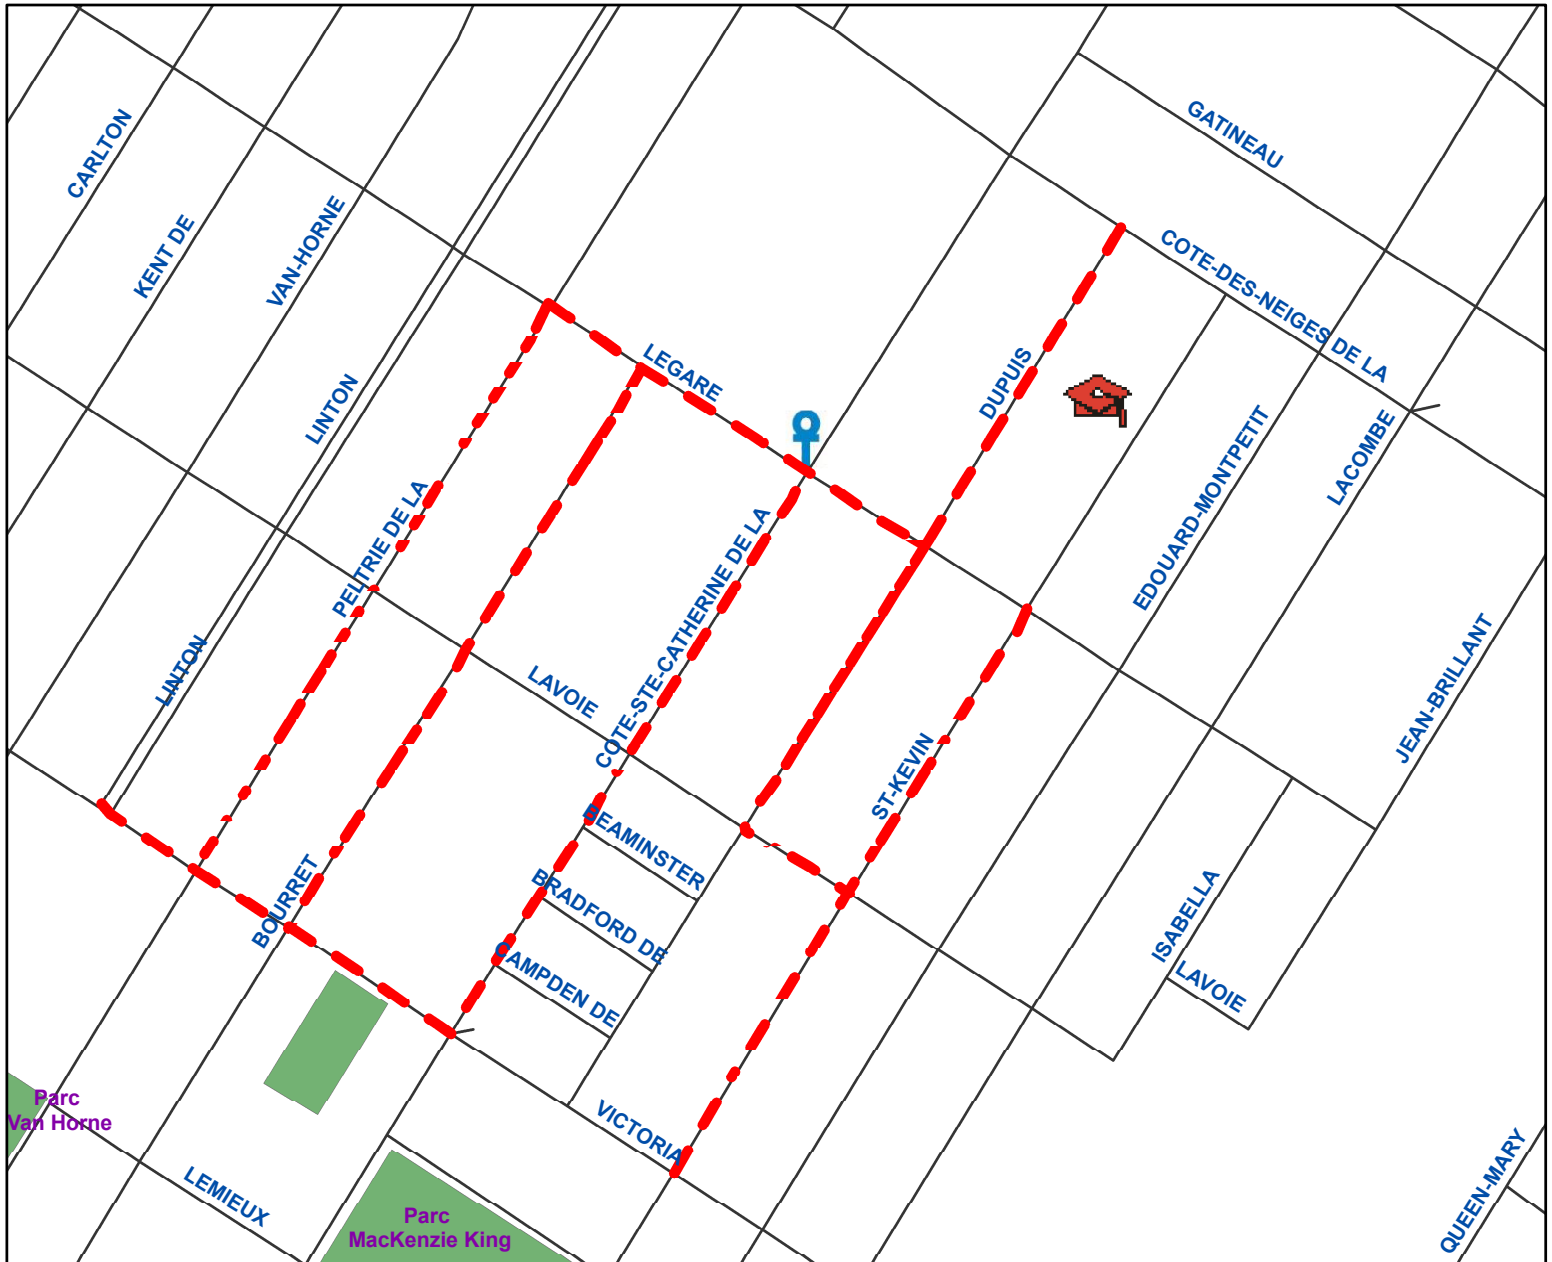 GATINEAU
CARLTON
KENT DE
VAN-HORNE
COTE-DES-NEIGES DE LA
LEGARE
DUPUIS
LINTON
LACOMBE
EDOUARD-MONTPETIT
PELTRIE DE LA
COTE-STE-CATHERINE DE LA
LINTON
JEAN-BRILLANT
LAVOIE
ST-KEVIN
BEAMINSTER
BOURRET
BRADFORD DE
ISABELLA
CAMPDEN DE
LAVOIE
Parc
Van Horne
VICTORIA
LEMIEUX
QUEEN-MARY
Parc
MacKenzie King